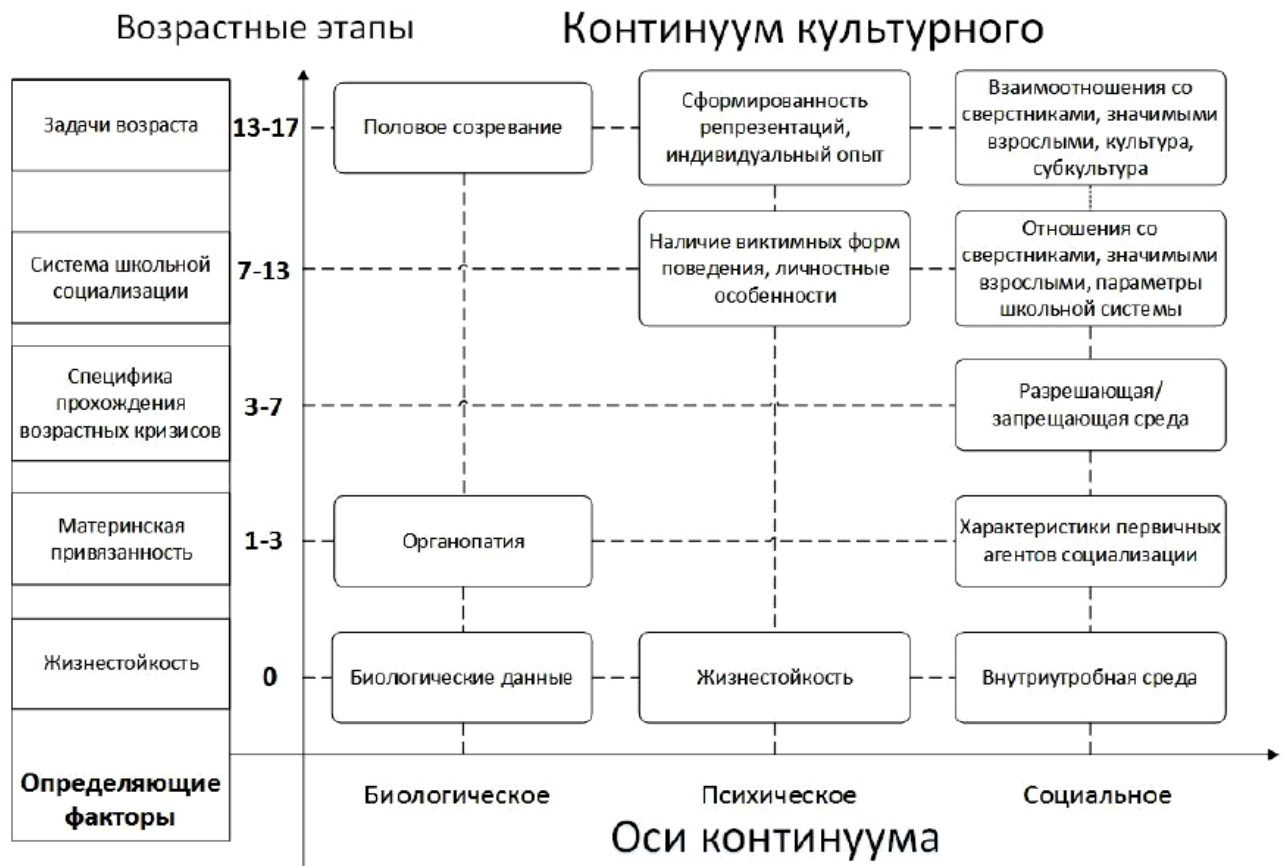 Возрастные этапы
Континуум культурного
Задачи возраста
13-17
Половое созревание
Сформированность
репрезентаций,
индивидуальный опыт
Взаимоотношения со
сверстниками, значимыми
взрослыми, культура,
субкультура
Система школьной
социализации
7-13
Наличие виктимных форм
поведения, личностные
особенности
Отношения со
сверстниками, значимыми
взрослыми, параметры
школьной системы
Специфика
прохождения
возрастных кризисов
3-7
Разрешающая/
запрещающая среда
Материнская
привязанность
1-3
Органопатия
Характеристики первичных
агентов социализации
Жизнестойкость
0
Биологические данные
Жизнестойкость
Внутриутробная среда
Определяющие
факторы
Биологическое
Психическое
Социальное
Оси континуума